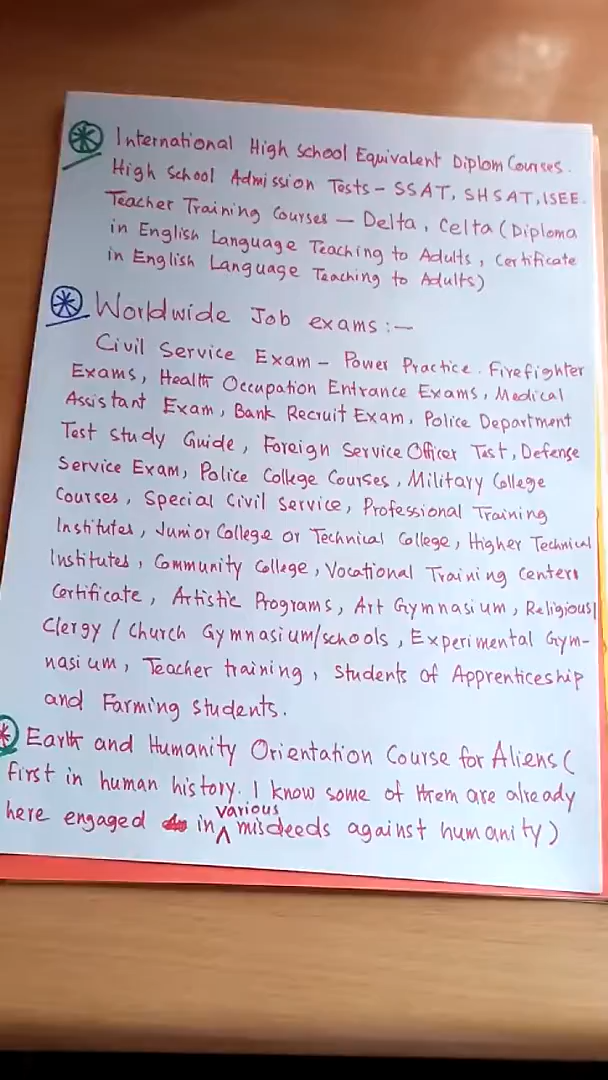 International High School Equivalent Diplom Courses.
High School Admission Tests - SSAT, SHSAT, ISEE.
Teacher Training Courses - Delta, Celta (Diploma
in English Language Teaching to Adults, Certificate
in English Language Teaching to Adults)
Worldwide Job exams :-
Civil Service Exam - Power Practice. Firefighter
Exams, Health Occupation Entrance Exams, Medical
Assistant Exam, Bank Recruit Exam, Police Department
Test Study Guide, Foreign Service Officer Test, Defense
Service Exam, Police College Courses, Military College
Courses, Special Civil Service, Professional Training
Institutes, Junior College or Technical College, Higher Technical
Institutes, Community College, Vocational Training Centers
Certificate, Artistic Programs, Art Gymnasium, Religious/
Clergy / Church Gymnasium/schools, Experimental Gym-
nasium, Teacher training, Students of Apprenticeship
and Farming Students.
Earth and Humanity Orientation Course for Aliens (
first in human history. I know some of them are already
here engaged in various misdeeds against humanity)